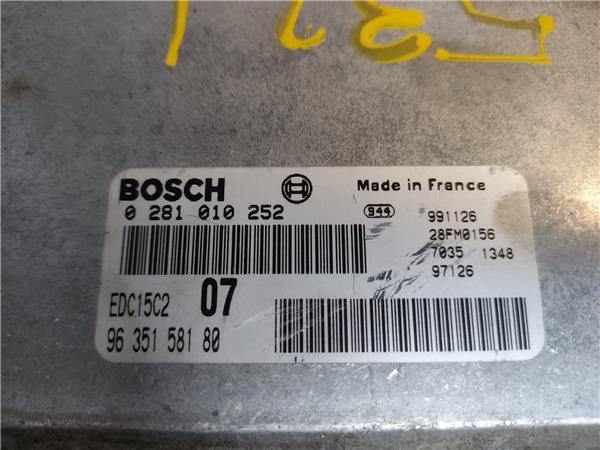 BOSCH
Made in France
0 281 010 252
944
991126
28FM0156
7035 1348
97126
EDC15C2
07
96 351 581 80